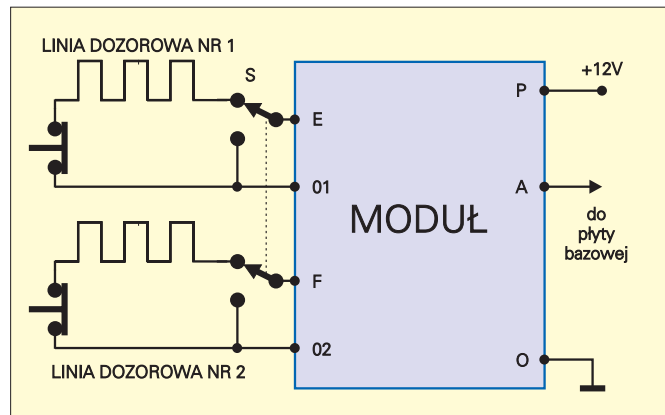 LINIA DOZOROWA NR 1
S
E
01
F
02
LINIA DOZOROWA NR 2
MODUŁ
P
+12V
A
do
płyty
bazowej
O